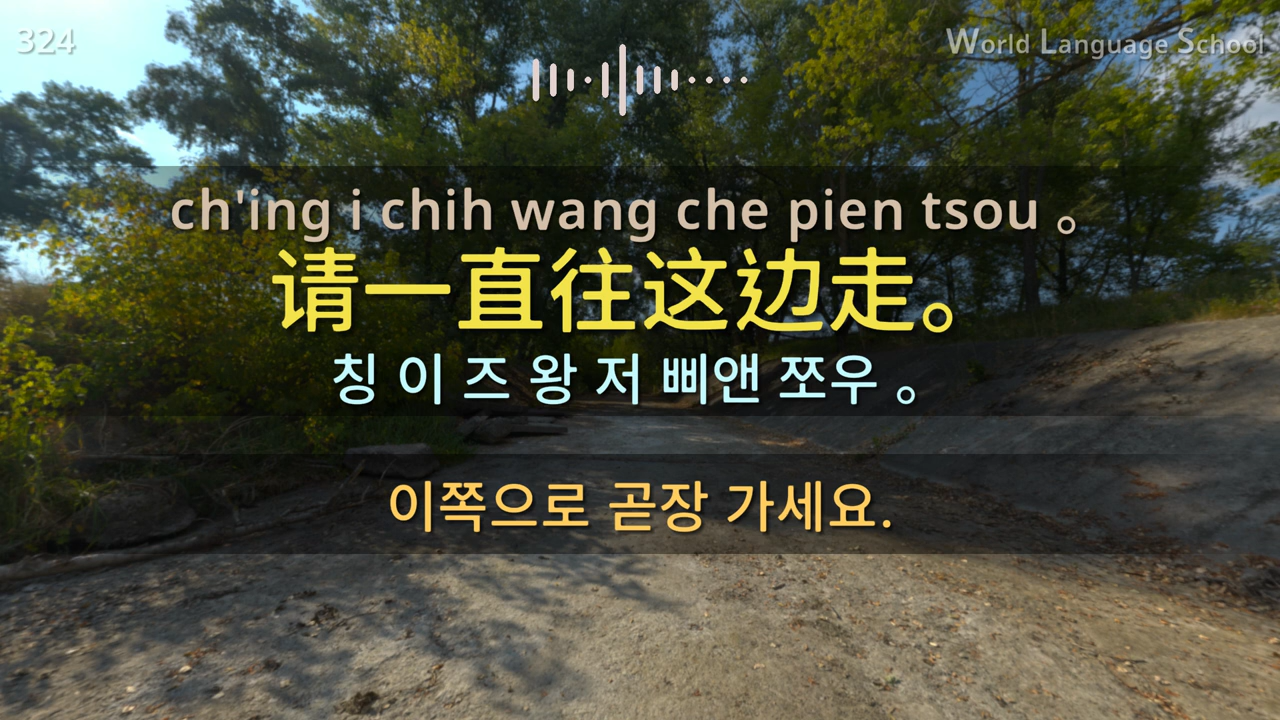 324
World Language School
ch'ing i chih wang che pien tsou 。
请一直往这边走。
칭 이 즈 왕 저 삐앤 쪼우 。
이쪽으로 곧장 가세요.